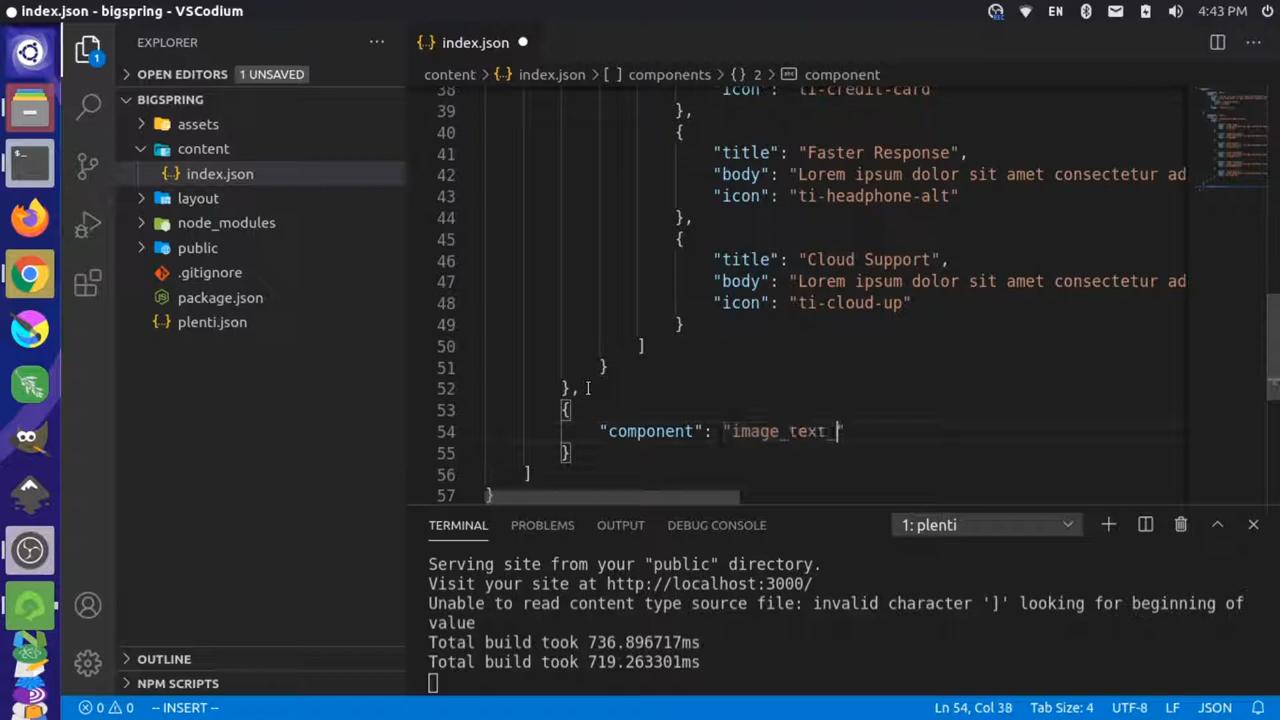 index.json - bigspring - VSCodium
EN
4:43 PM
EXPLORER
OPEN EDITORS 1 UNSAVED
BIGSPRING
assets
content
index.json
layout
node_modules
public
.gitignore
package.json
plenti.json
OUTLINE
NPM SCRIPTS
1
index.json
content > index.json > [ ] components > {} 2 > component
38 "icon": "ti-credit-card"
39 },
40 {
41 "title": "Faster Response",
42 "body": "Lorem ipsum dolor sit amet consectetur ad
43 "icon": "ti-headphone-alt"
44 },
45 {
46 "title": "Cloud Support",
47 "body": "Lorem ipsum dolor sit amet consectetur ad
48 "icon": "ti-cloud-up"
49 }
50 ]
51 }
52 },
53 {
54 "component": "image_text_"
55 }
56 ]
57 }
TERMINAL PROBLEMS OUTPUT DEBUG CONSOLE 1: plenti
Serving site from your "public" directory.
Visit your site at http://localhost:3000/
Unable to read content type source file: invalid character ']' looking for beginning of
value
Total build took 736.896717ms
Total build took 719.263301ms
0 0 -- INSERT -- Ln 54, Col 38 Tab Size: 4 UTF-8 LF JSON